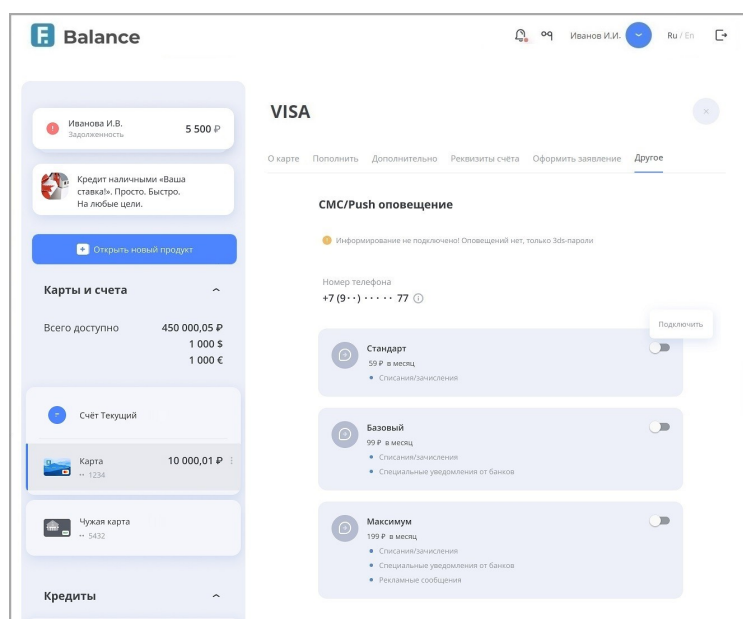 Balance
Иванов И.И.
Ru / En
Иванова И.В.
Задолженность
5 500 ₽
Кредит наличными «Ваша
ставка!». Просто. Быстро.
На любые цели.
Открыть новый продукт
Карты и счета
Всего доступно
450 000,05 ₽
1 000 $
1 000 €
Счёт Текущий
Карта
10 000,01 ₽
·· 1234
Чужая карта
·· 5432
Кредиты
VISA
О карте Пополнить Дополнительно Реквизиты счёта Оформить заявление Другое
СМС/Push оповещение
Информирование не подключено! Оповещений нет, только 3ds-пароли
Номер телефона
+7 (9··) ····· 77
Подключить
Стандарт
59 ₽ в месяц
Списания/зачисления
Базовый
99 ₽ в месяц
Списания/зачисления
Специальные уведомления от банков
Максимум
199 ₽ в месяц
Списания/зачисления
Специальные уведомления от банков
Рекламные сообщения